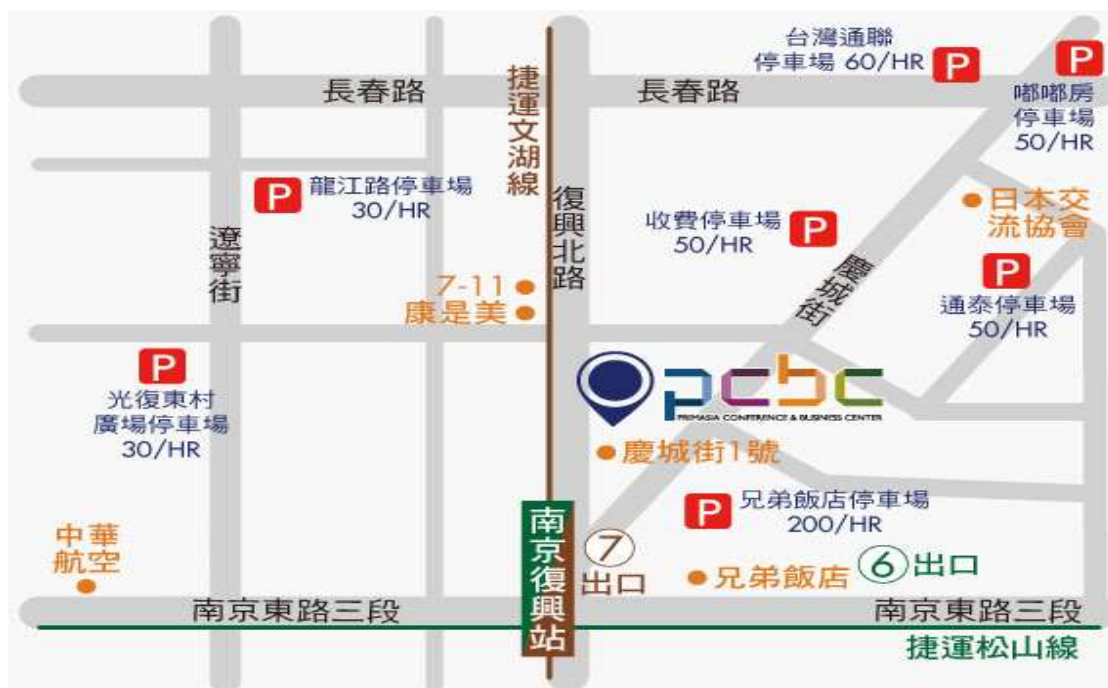 台灣通聯
停車場 60/HR
P
P
嘟嘟房
停車場
50/HR
長春路
長春路
捷運文湖線
P
龍江路停車場
30/HR
復興北路
收費停車場
50/HR
P
日本交
流協會
遼寧街
慶城街
P
通泰停車場
50/HR
7-11
康是美
P
光復東村
廣場停車場
30/HR
pcbc
PREMASIA CONFERENCE & BUSINESS CENTER
慶城街1號
P
兄弟飯店停車場
200/HR
中華
航空
南京復興站
7
出口
兄弟飯店
6出口
南京東路三段
南京東路三段
捷運松山線